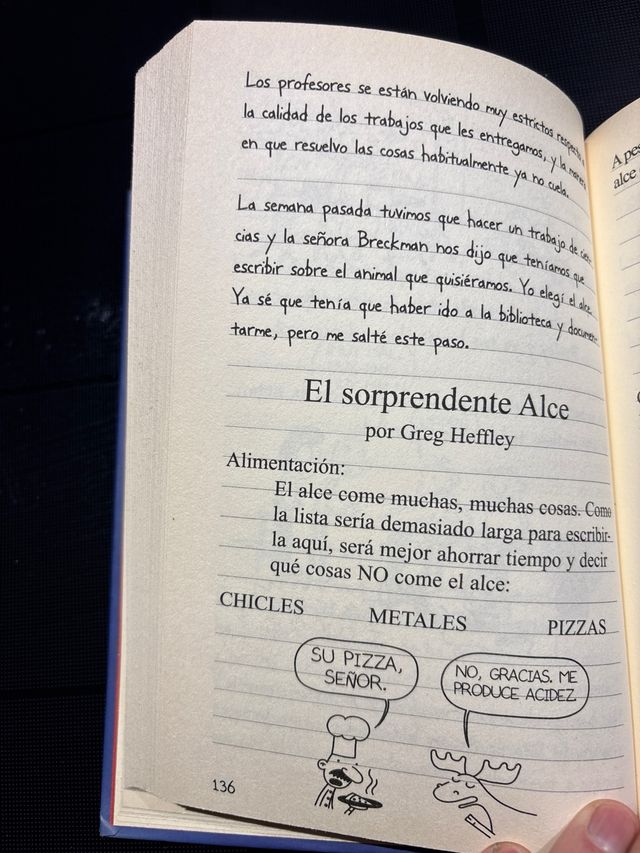 Los profesores se están volviendo muy estrictos respecto a
la calidad de los trabajos que les entregamos, y la manera
en que resuelvo las cosas habitualmente ya no cuela.
La semana pasada tuvimos que hacer un trabajo de cien-
cias y la señora Breckman nos dijo que teníamos que
escribir sobre el animal que quisiéramos. Yo elegí el alce.
Ya sé que tenía que haber ido a la biblioteca y documen-
tarme, pero me salté este paso.
El sorprendente Alce
por Greg Heffley
Alimentación:
El alce come muchas, muchas cosas. Como
la lista sería demasiado larga para escribir-
la aquí, será mejor ahorrar tiempo y decir
qué cosas NO come el alce:
CHICLES METALES PIZZAS
SU PIZZA,
SEÑOR.
NO, GRACIAS. ME
PRODUCE ACIDEZ
136
alce